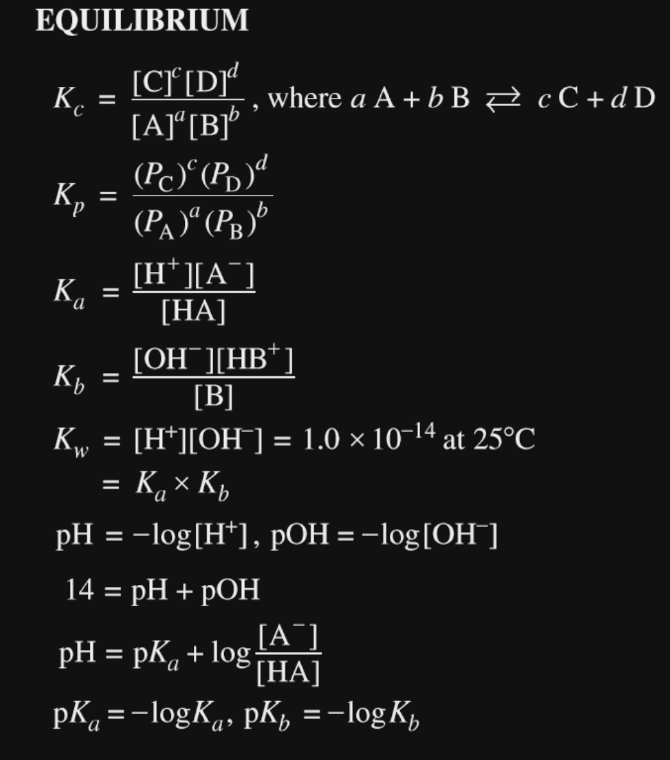 EQUILIBRIUM
K_c = [C]^c [D]^d / [A]^a [B]^b , where a A + b B ⇄ c C + d D
K_p = (P_C)^c (P_D)^d / (P_A)^a (P_B)^b
K_a = [H⁺][A⁻] / [HA]
K_b = [OH⁻][HB⁺] / [B]
K_w = [H⁺][OH⁻] = 1.0 × 10⁻¹⁴ at 25°C
= K_a × K_b
pH = −log[H⁺], pOH = −log[OH⁻]
14 = pH + pOH
pH = pK_a + log [A⁻] / [HA]
pK_a = −logK_a, pK_b = −logK_b